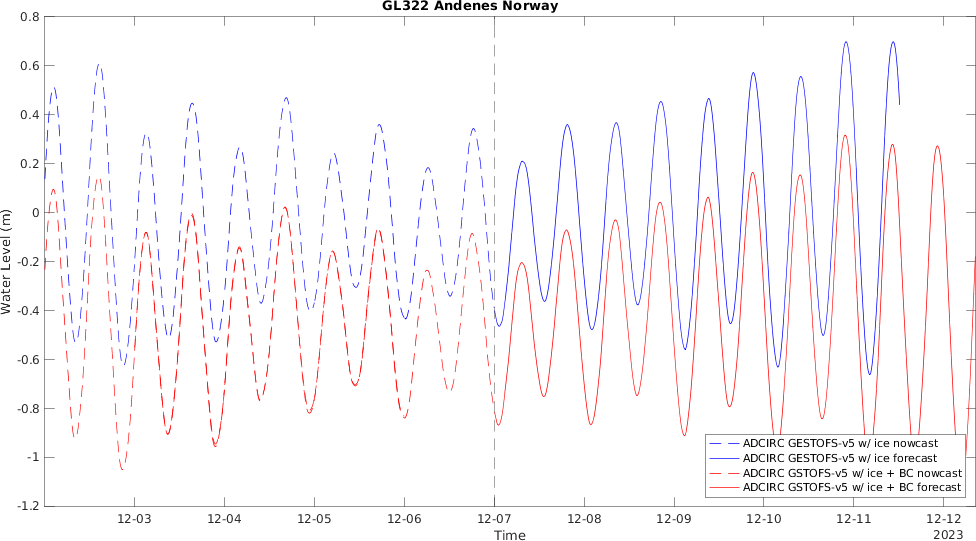 GL322 Andenes Norway
0.8
0.6
0.4
0.2
0
-0.2
-0.4
-0.6
-0.8
-1
-1.2
Water Level (m)
12-03 12-04 12-05 12-06 12-07 12-08 12-09 12-10 12-11 12-12
Time
2023
ADCIRC GESTOFS-v5 w/ ice nowcast
ADCIRC GESTOFS-v5 w/ ice forecast
ADCIRC GSTOFS-v5 w/ ice + BC nowcast
ADCIRC GSTOFS-v5 w/ ice + BC forecast